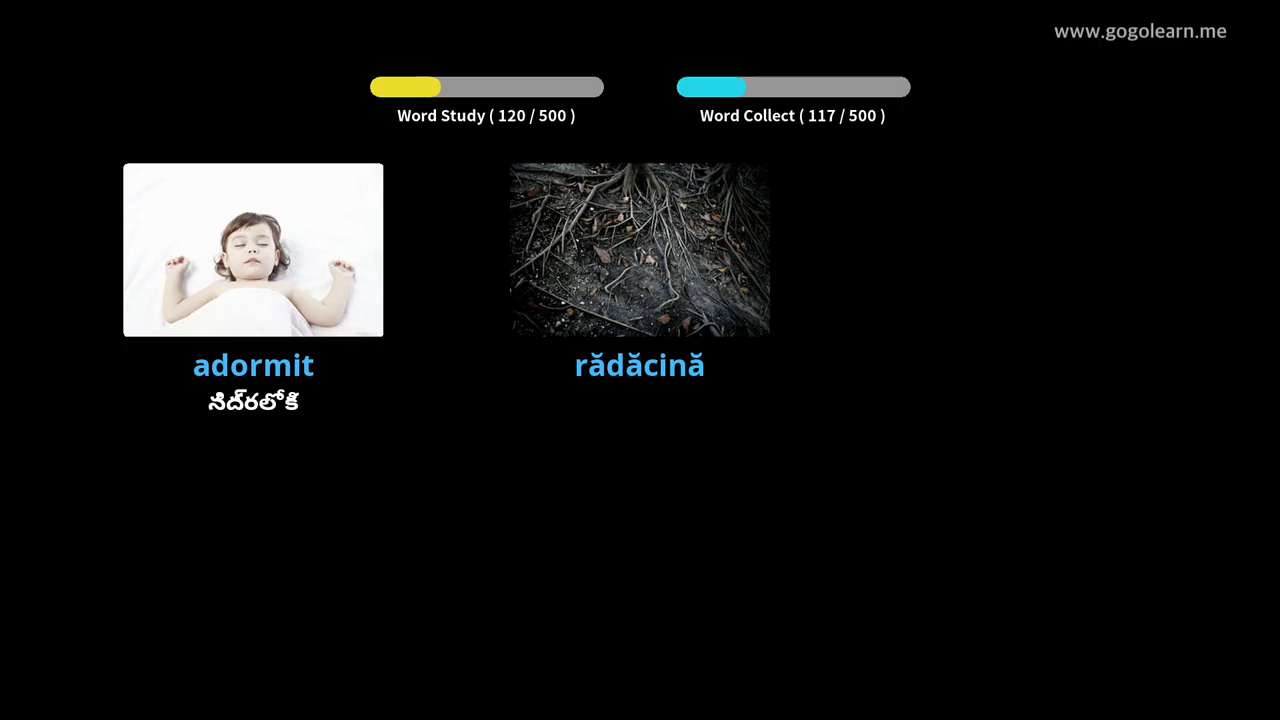 www.gogolearn.me
Word Study ( 120 / 500 )
Word Collect ( 117 / 500 )
adormit
rădăcină
నిద్రలోకి